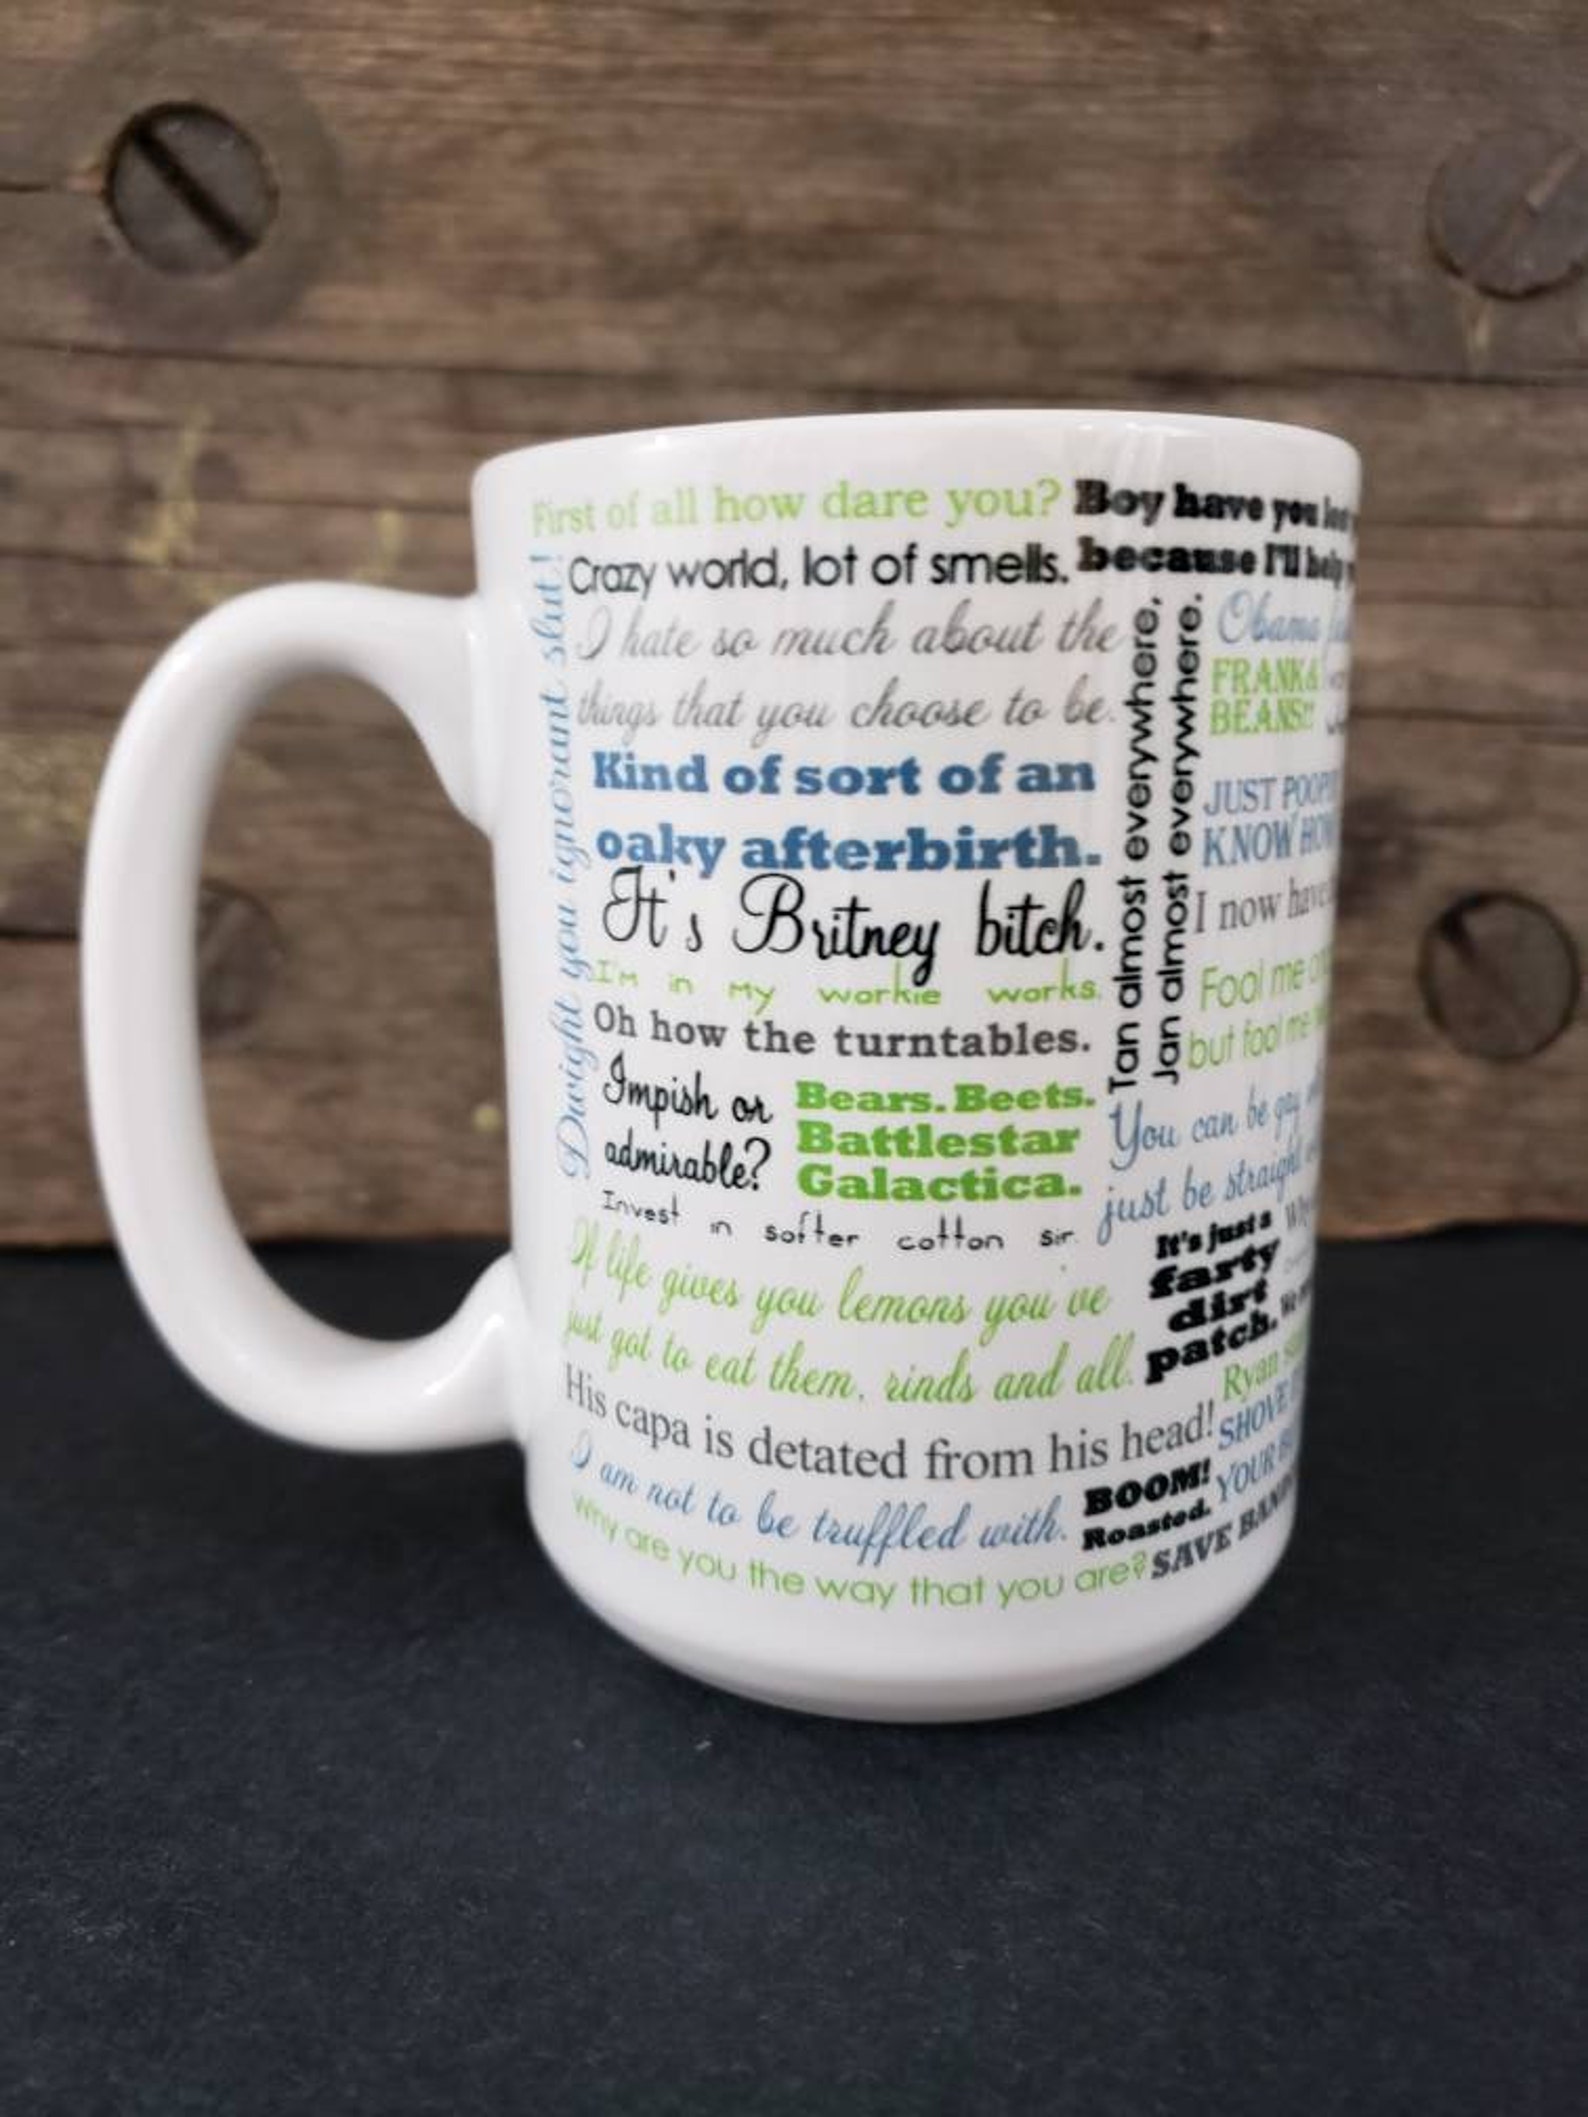 First of all how dare you?
Boy have you
because I'll help
Crazy world, lot of smells.
Dwight you ignorant slut!
I hate so much about the
things that you choose to be.
Kind of sort of an
oaky afterbirth.
It's Britney bitch.
I'm in my workie works.
Oh how the turntables.
Impish or
admirable?
Bears. Beets.
Battlestar
Galactica.
Invest in softer cotton sir.
If life gives you lemons you've
just got to eat them, rinds and all.
His capa is detated from his head!
I am not to be truffled with.
Why are you the way that you are?
Tan almost everywhere,
Jan almost everywhere.
Obama
FRANK &
BEANS!!
JUST
KNOW
I now have
Fool me
but fool me
You can be gay
just be straight
It's just a
farty
dirt
patch.
Ryan
SHOVE
YOUR
BOOM!
Roasted.
SAVE